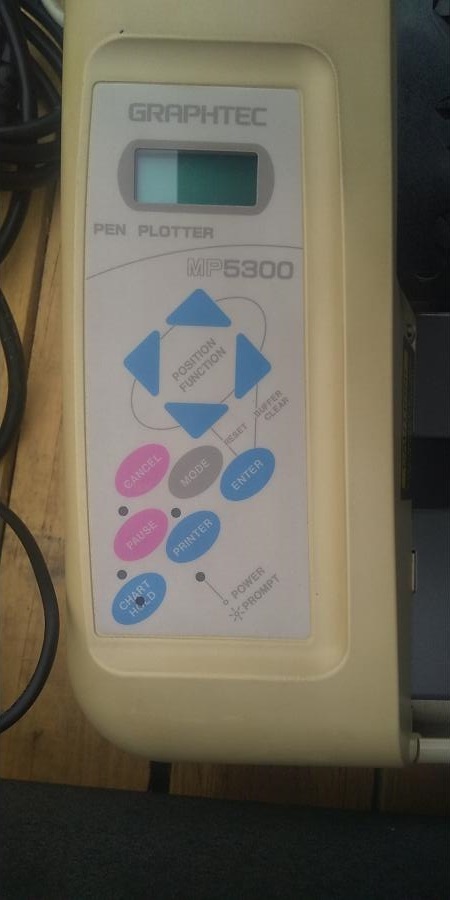 GRAPHTEC
PEN PLOTTER
MP5300
POSITION
FUNCTION
RESET
BUFFER
CLEAR
CANCEL
MODE
ENTER
PAUSE
PRINTER
CHART
HOLD
POWER
PROMPT